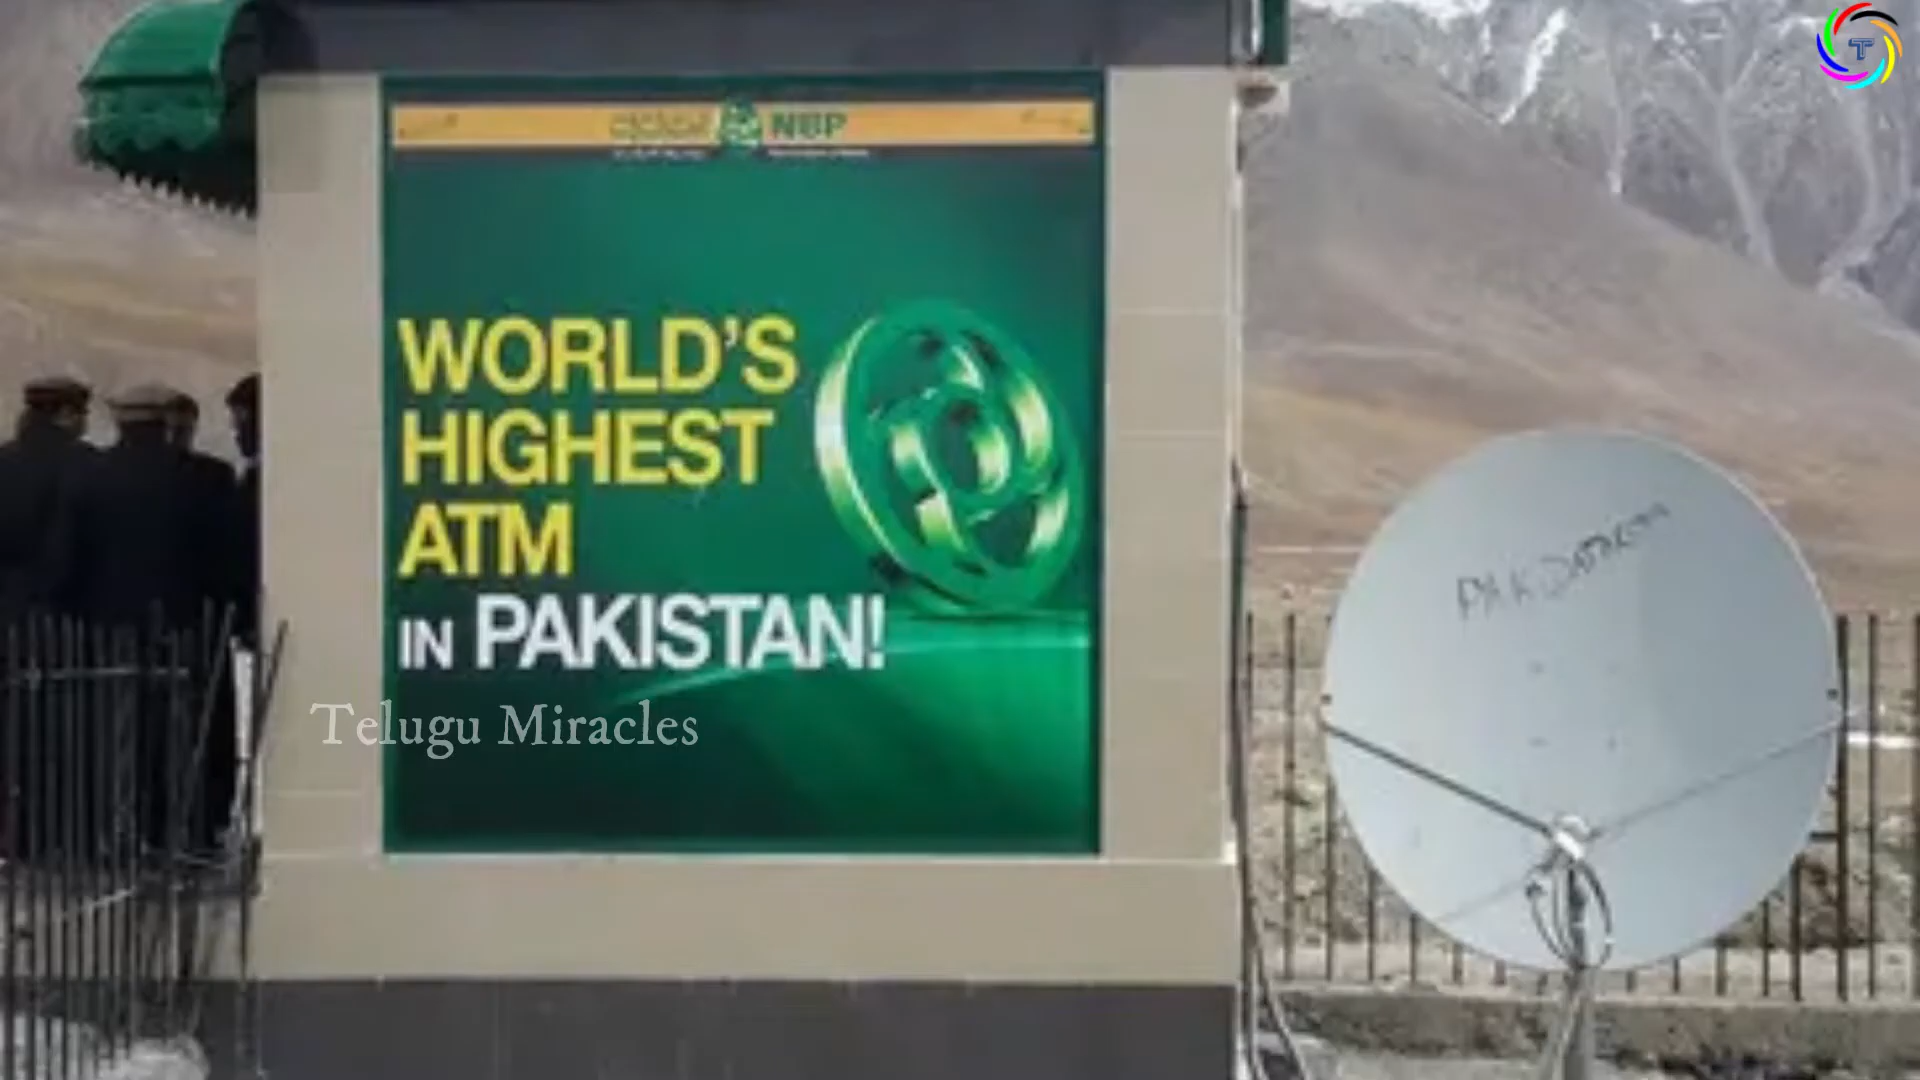 NBP
WORLD'S
HIGHEST
ATM
IN PAKISTAN!
Telugu Miracles
PAKDATACOM
T